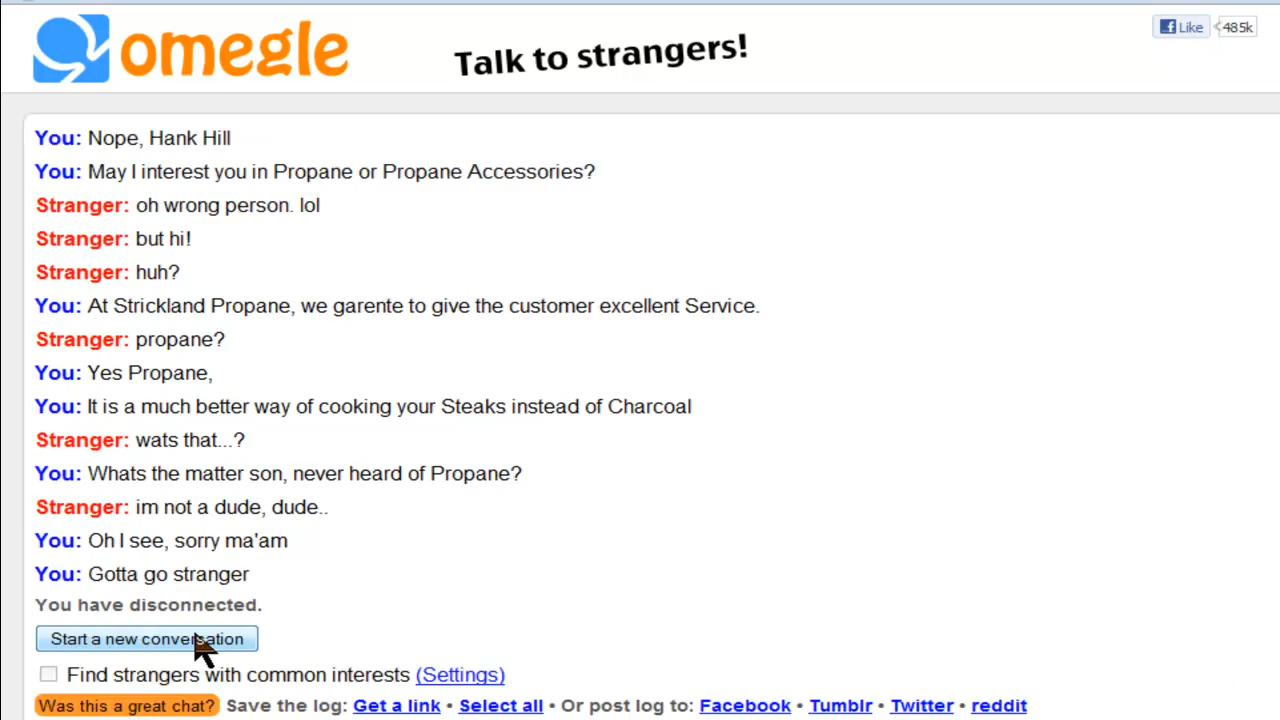 omegle Talk to strangers! Like 485k
You: Nope, Hank Hill
You: May I interest you in Propane or Propane Accessories?
Stranger: oh wrong person. lol
Stranger: but hi!
Stranger: huh?
You: At Strickland Propane, we garente to give the customer excellent Service.
Stranger: propane?
You: Yes Propane,
You: It is a much better way of cooking your Steaks instead of Charcoal
Stranger: wats that...?
You: Whats the matter son, never heard of Propane?
Stranger: im not a dude, dude..
You: Oh I see, sorry ma'am
You: Gotta go stranger
You have disconnected.
Start a new conversation
Find strangers with common interests (Settings)
Was this a great chat? Save the log: Get a link • Select all • Or post log to: Facebook • Tumblr • Twitter • reddit